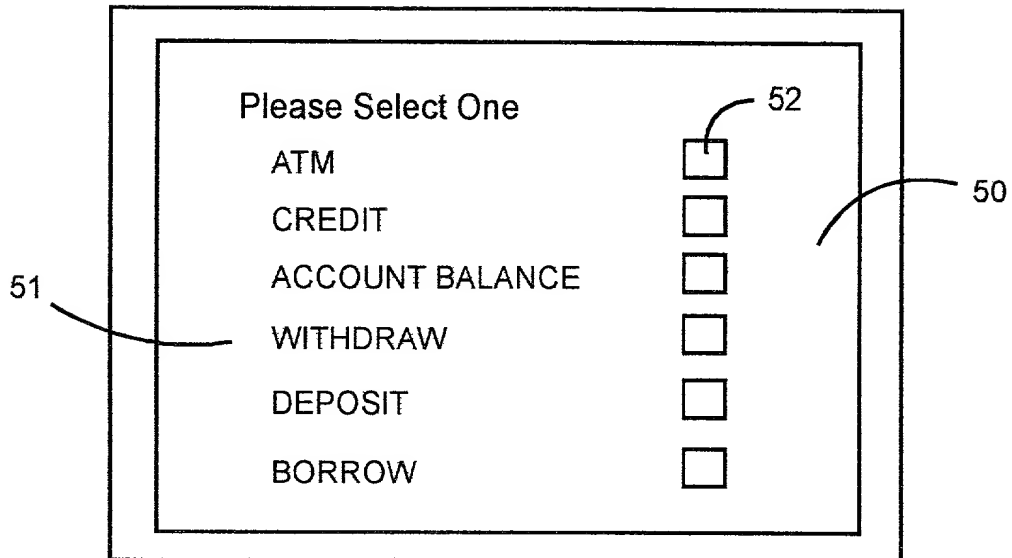 Please Select One
52
ATM
50
CREDIT
ACCOUNT BALANCE
51
WITHDRAW
DEPOSIT
BORROW